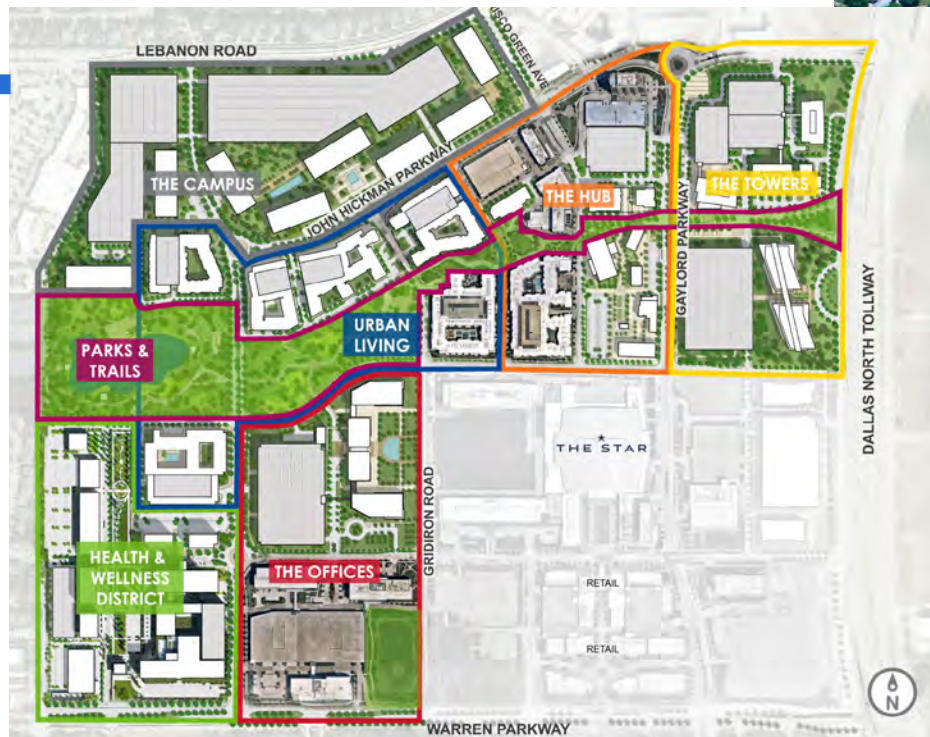 LEBANON ROAD
ISCO GREEN AVE
THE CAMPUS
JOHN HICKMAN PARKWAY
THE HUB
THE TOWERS
GAYLORD PARKWAY
URBAN
LIVING
PARKS &
TRAILS
DALLAS NORTH TOLLWAY
THE STAR
GRIDIRON ROAD
HEALTH &
WELLNESS
DISTRICT
THE OFFICES
RETAIL
RETAIL
N
WARREN PARKWAY